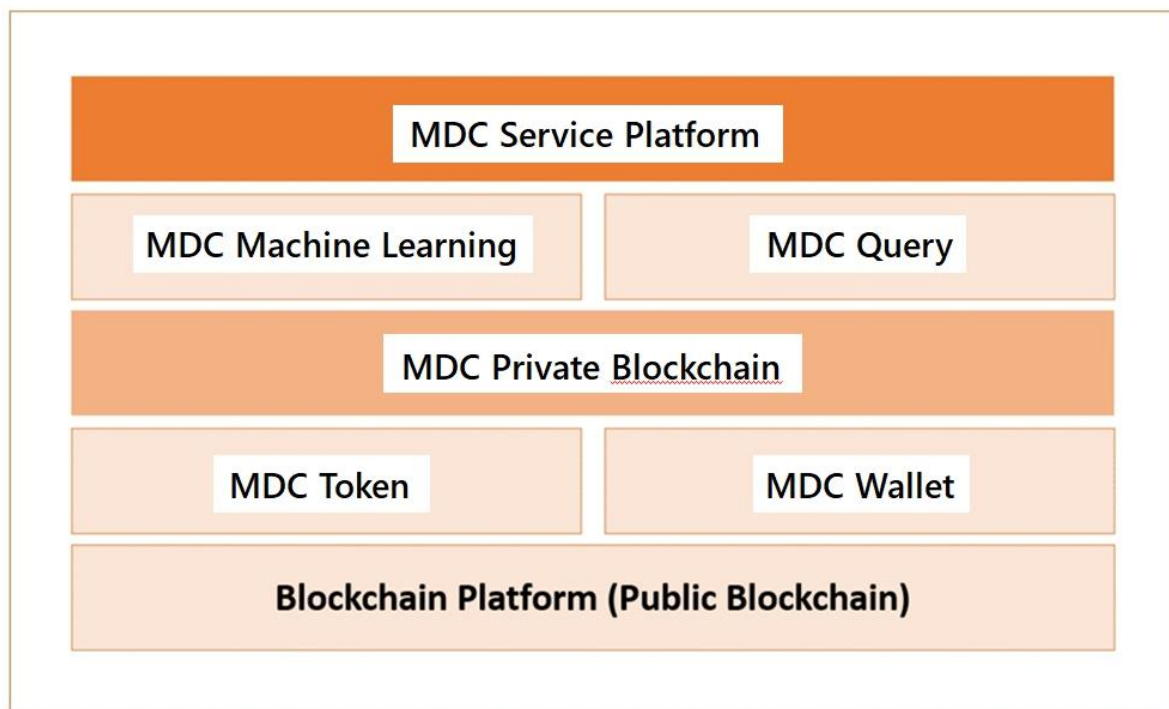 MDC Service Platform
MDC Machine Learning
MDC Query
MDC Private Blockchain
MDC Token
MDC Wallet
Blockchain Platform (Public Blockchain)